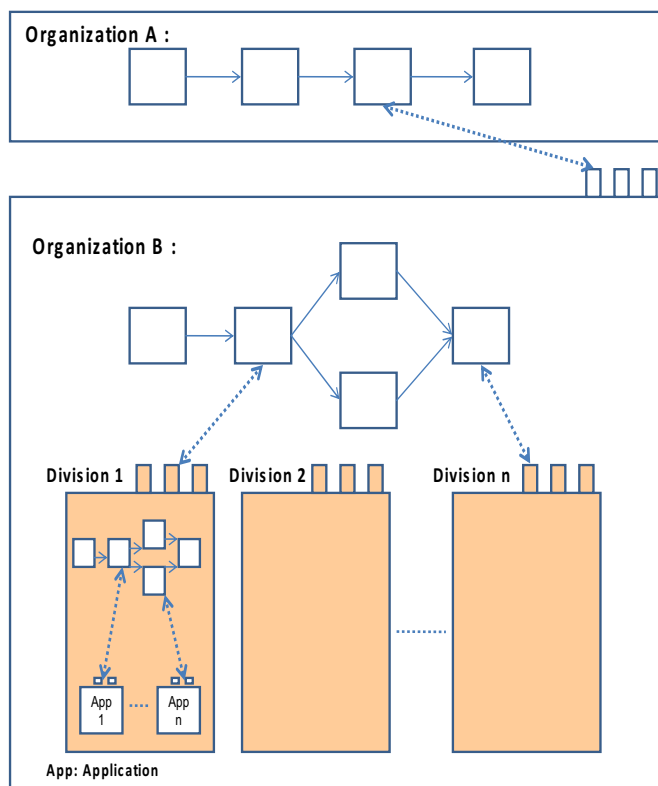 Organization A :
Organization B :
Division 1
Division 2
Division n
App
1
App
n
App: Application